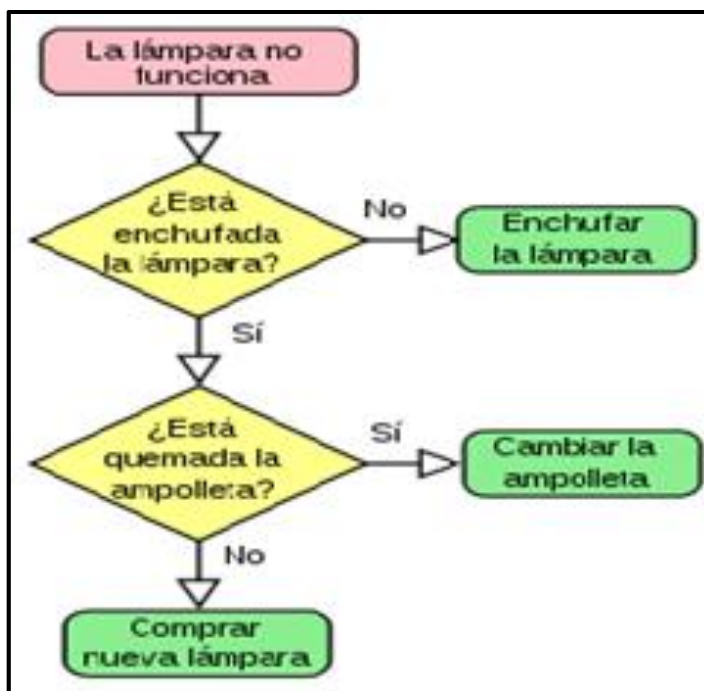 La lámpara no
funciona
¿Está
enchufada
la lámpara?
No
Enchufar
la lámpara
Sí
¿Está
quemada la
ampolleta?
Sí
Cambiar la
ampolleta
No
Comprar
nueva lámpara